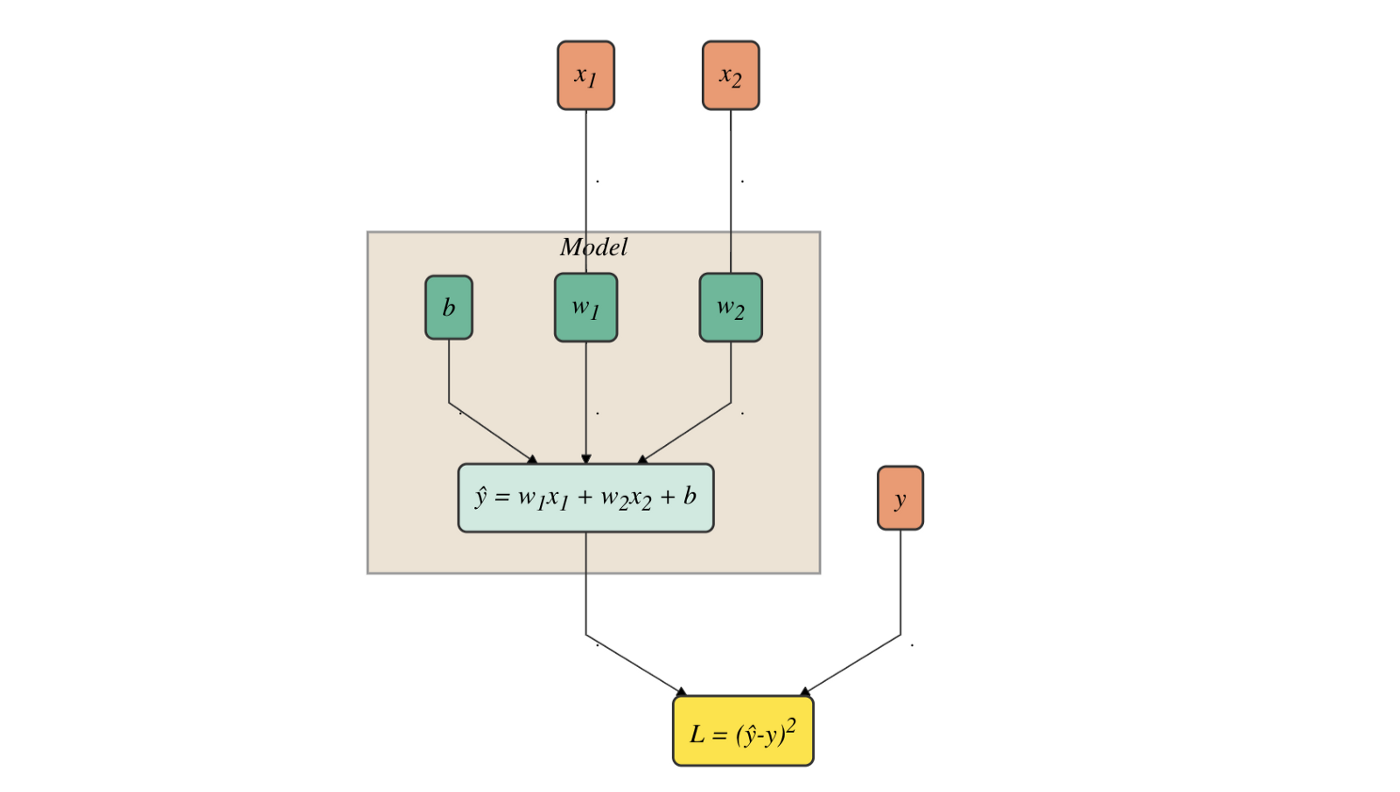 x₁
x₂
Model
b
w₁
w₂
ŷ = w₁x₁ + w₂x₂ + b
y
L = (ŷ-y)²